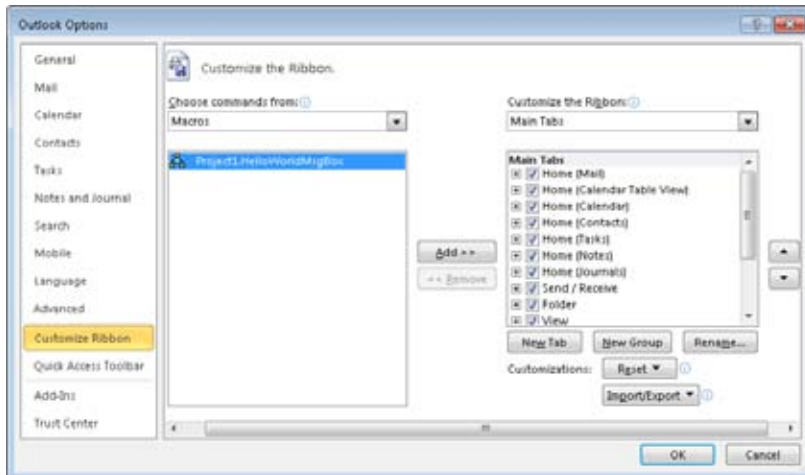 Outlook Options
General
Mail
Calendar
Contacts
Tasks
Notes and Journal
Search
Mobile
Language
Advanced
Customize Ribbon
Quick Access Toolbar
Add-Ins
Trust Center
Customize the Ribbon.
Choose commands from:
Macros
Project1.HelloWorldMsgBox
Add >>
<< Remove
Customize the Ribbon:
Main Tabs
Main Tabs
Home (Mail)
Home (Calendar Table View)
Home (Calendar)
Home (Contacts)
Home (Tasks)
Home (Notes)
Home (Journals)
Send / Receive
Folder
View
New Tab
New Group
Rename...
Customizations:
Reset
Import/Export
OK
Cancel